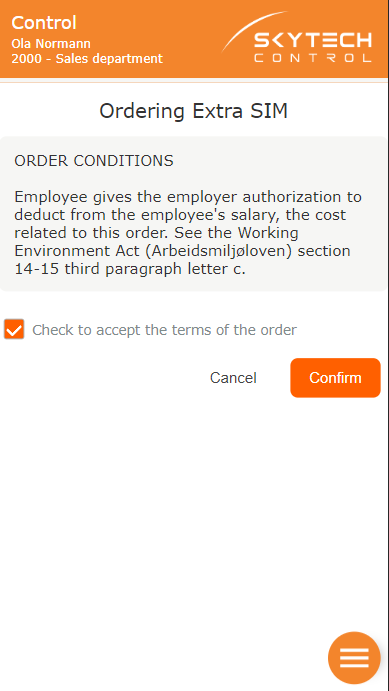 Control
Ola Normann
2000 - Sales department
SKYTECH
CONTROL
Ordering Extra SIM
ORDER CONDITIONS
Employee gives the employer authorization to
deduct from the employee's salary, the cost
related to this order. See the Working
Environment Act (Arbeidsmiljøloven) section
14-15 third paragraph letter c.
Check to accept the terms of the order
Cancel
Confirm